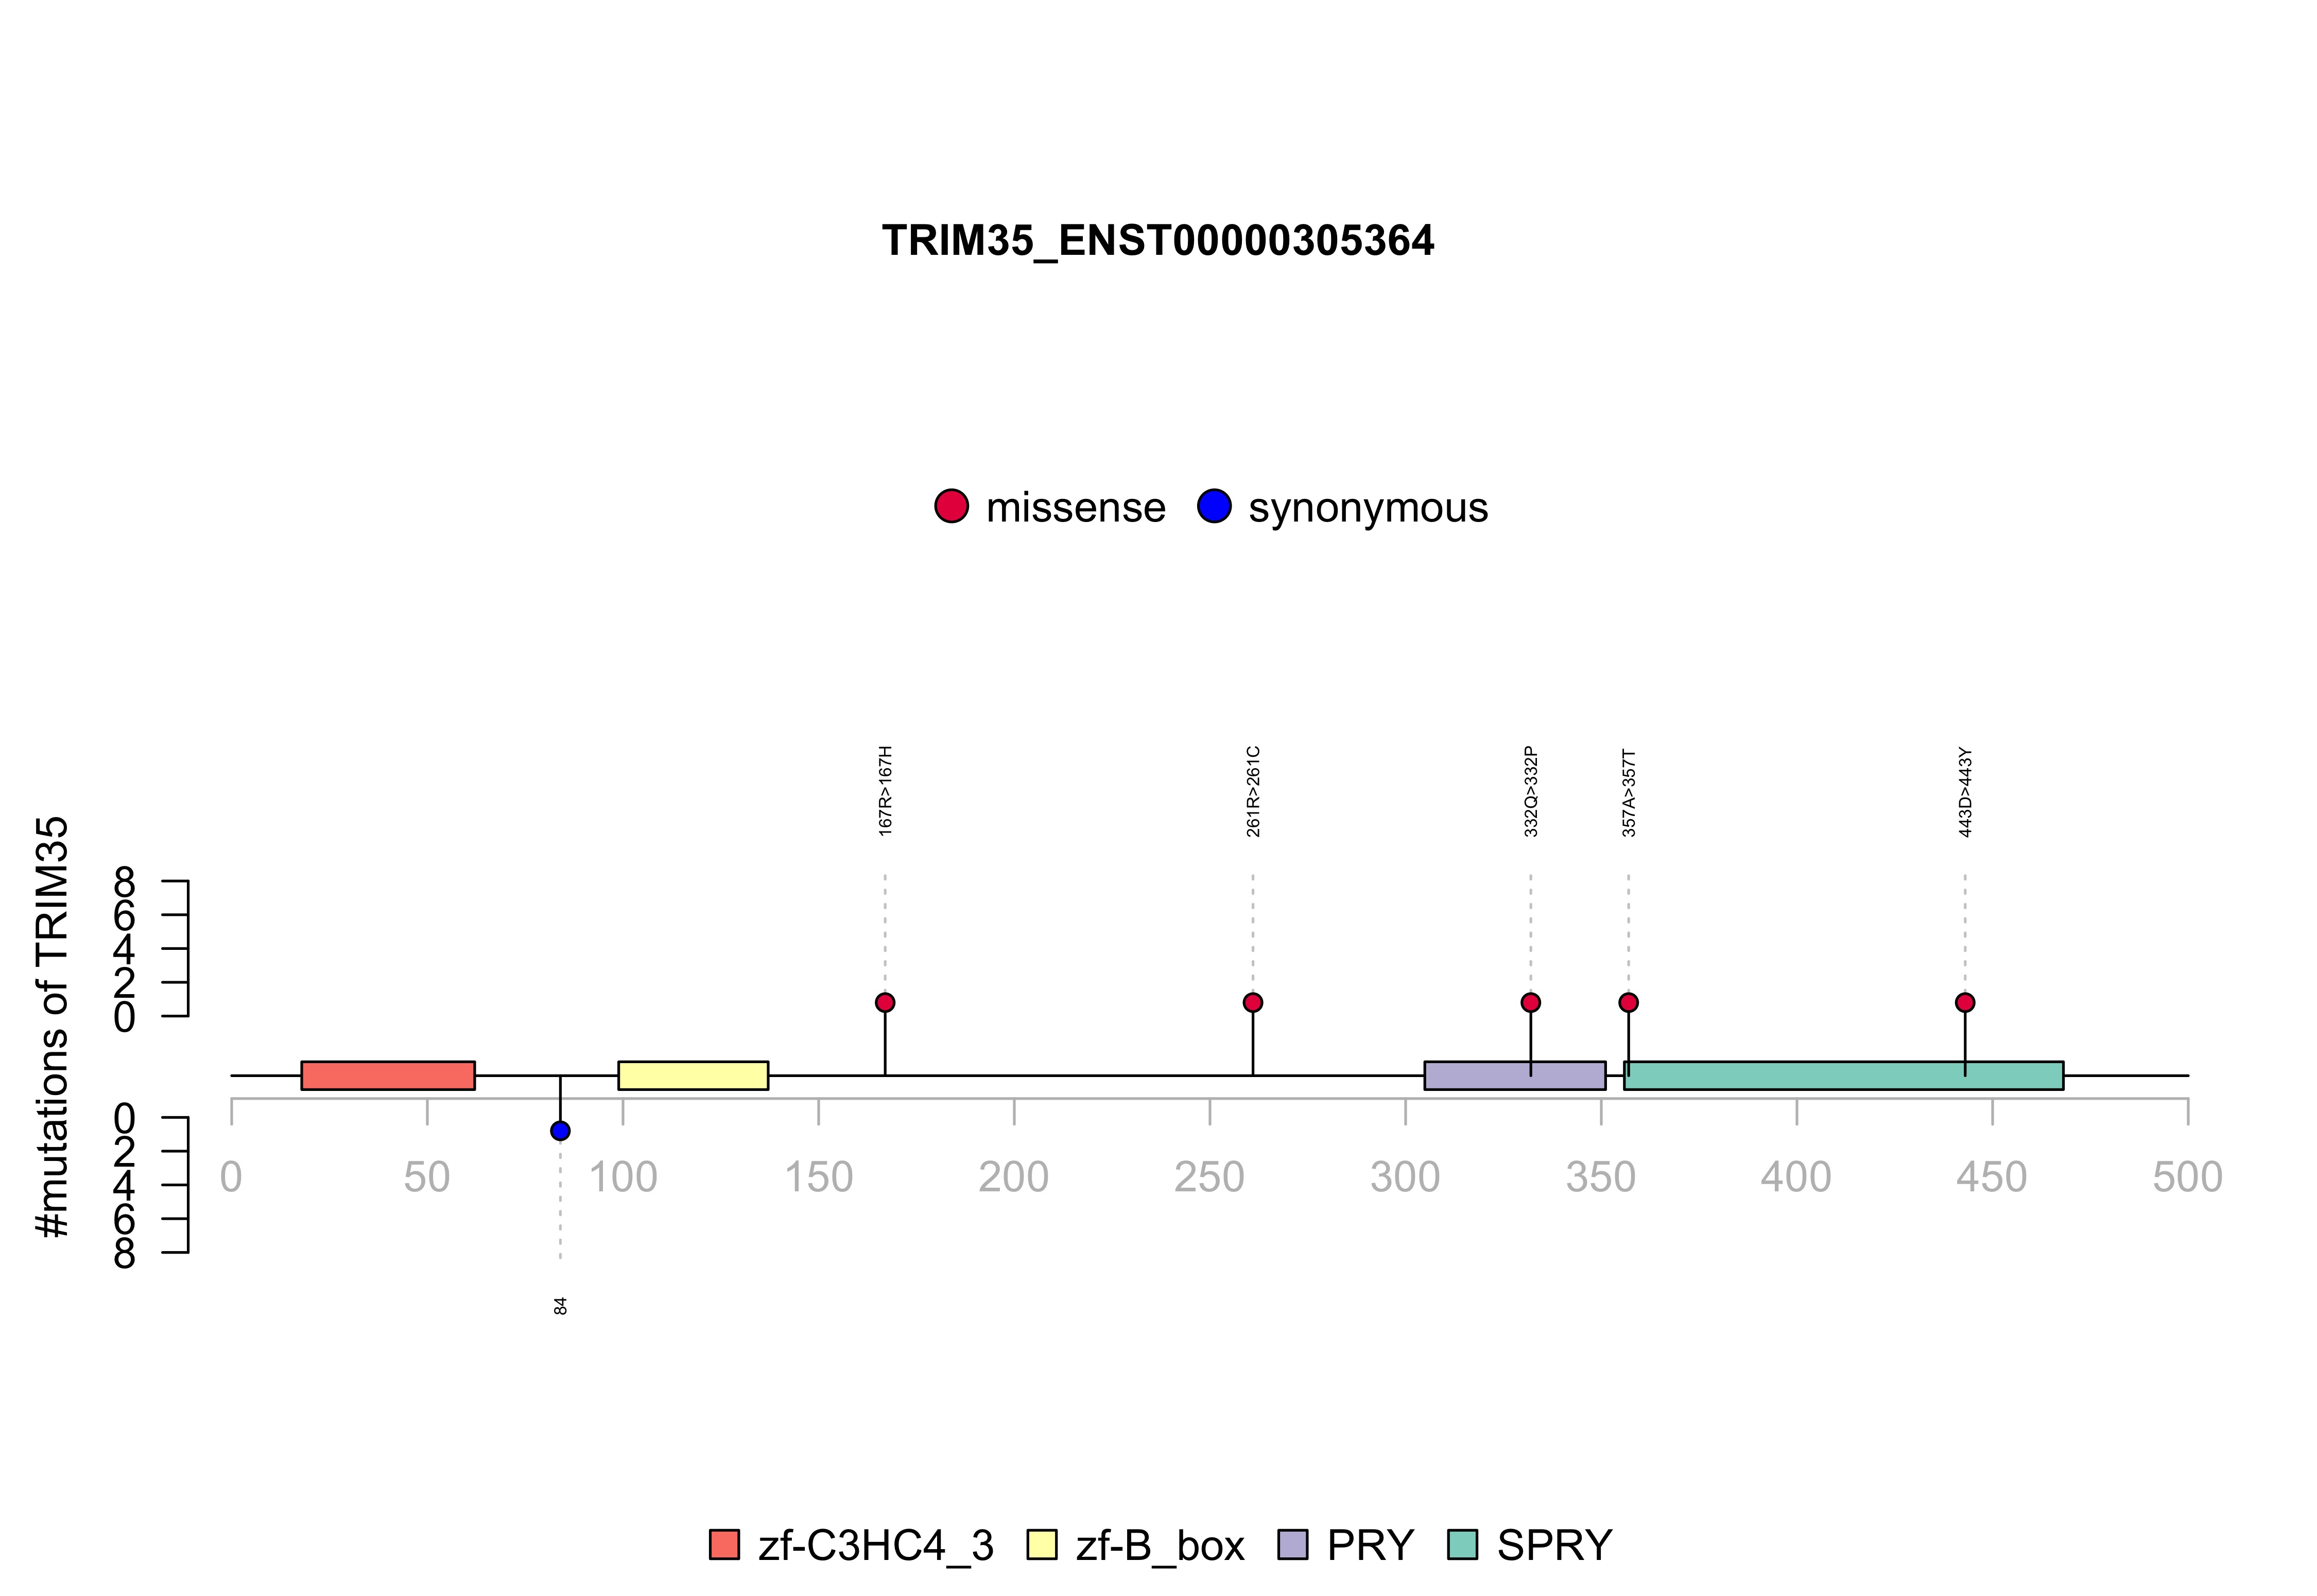 TRIM35_ENST00000305364
missense synonymous
167R>167H 261R>261C 332Q>332P 357A>357T 443D>443Y
#mutations of TRIM35
8
6
4
2
0
0
2
4
6
8
0 50 100 150 200 250 300 350 400 450 500
84
zf-C3HC4_3 zf-B_box PRY SPRY